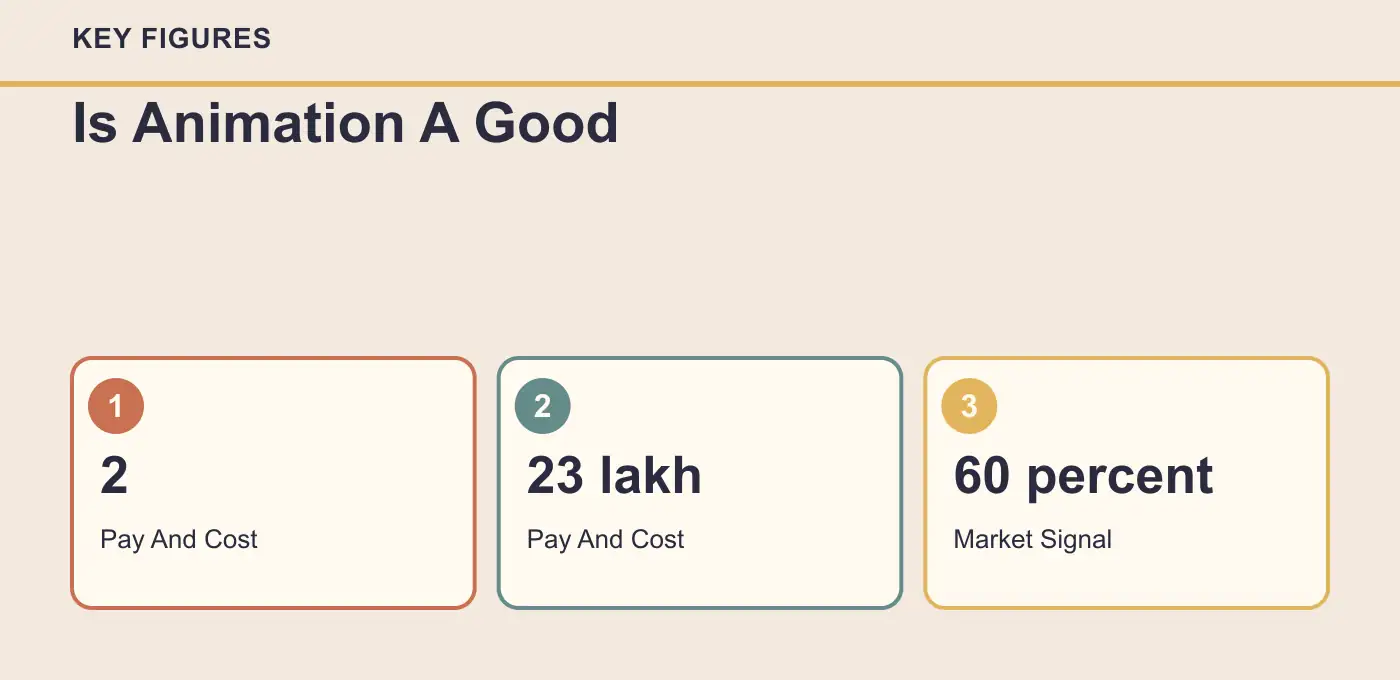 KEY FIGURES
Is Animation A Good
1
2
Pay And Cost
2
23 lakh
Pay And Cost
3
60 percent
Market Signal